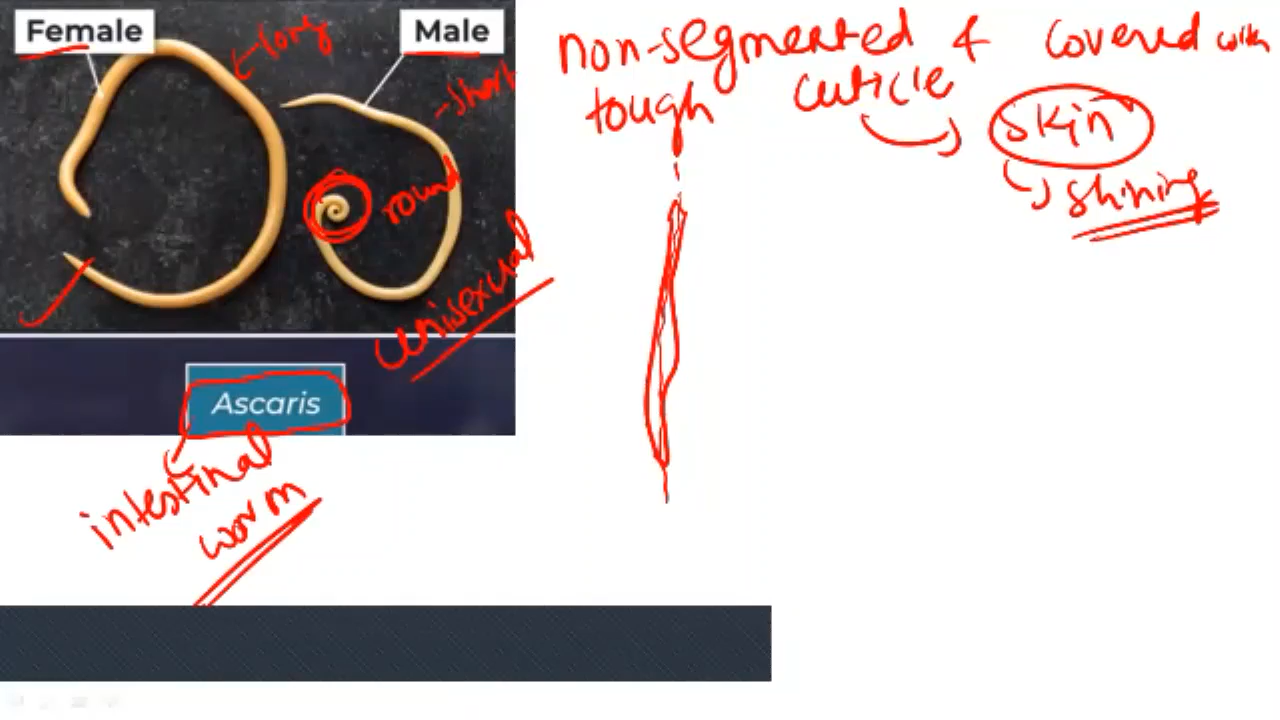 Female
Male
←long
-short
round
unisexual
Ascaris
intestinal
worm
non-segmented & covered with
tough cuticle
skin
shining